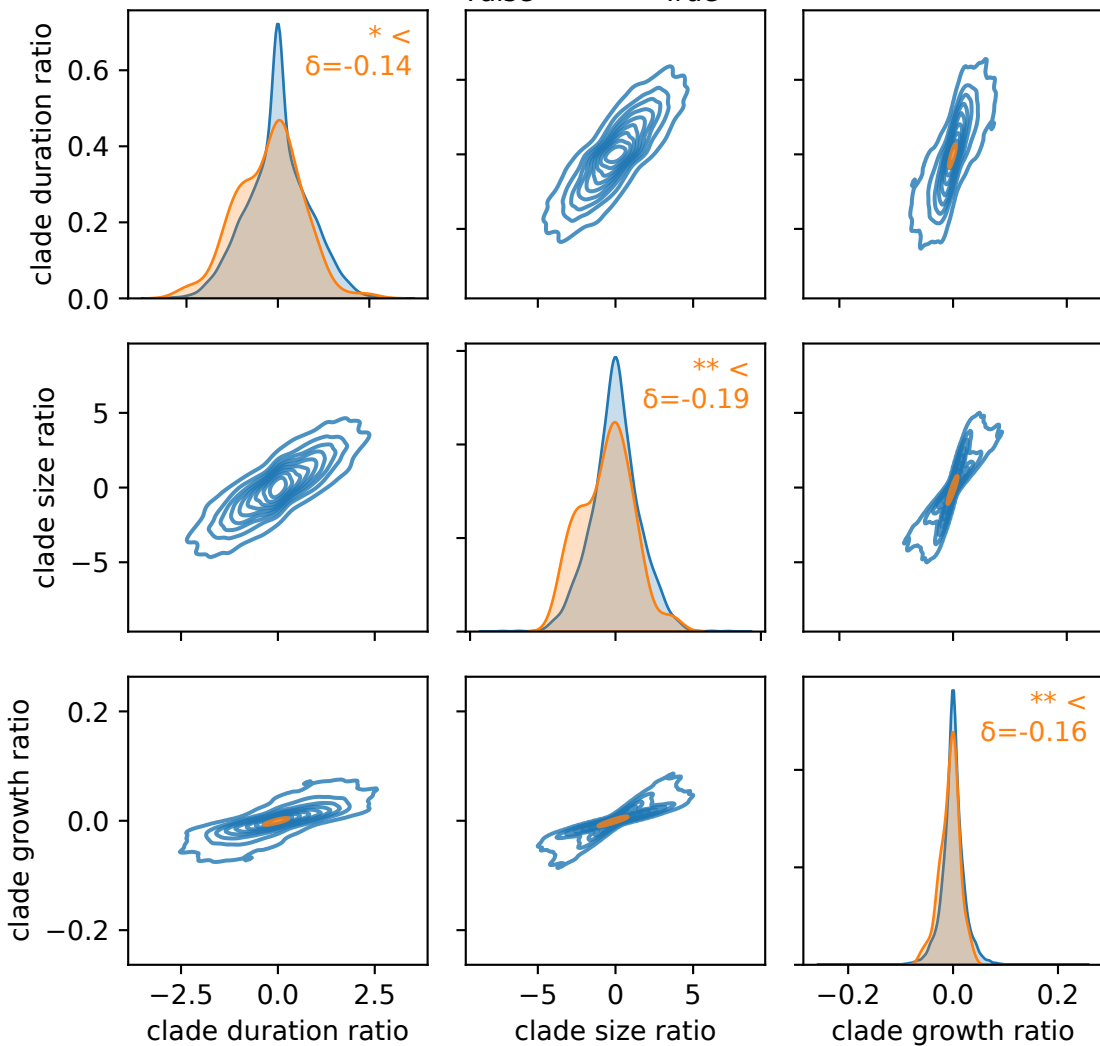 clade duration ratio
0.6
0.4
0.2
0.0
* <
δ=-0.14
clade size ratio
5
0
−5
** <
δ=-0.19
clade growth ratio
0.2
0.0
−0.2
** <
δ=-0.16
−2.5 0.0 2.5
clade duration ratio
−5 0 5
clade size ratio
−0.2 0.0 0.2
clade growth ratio